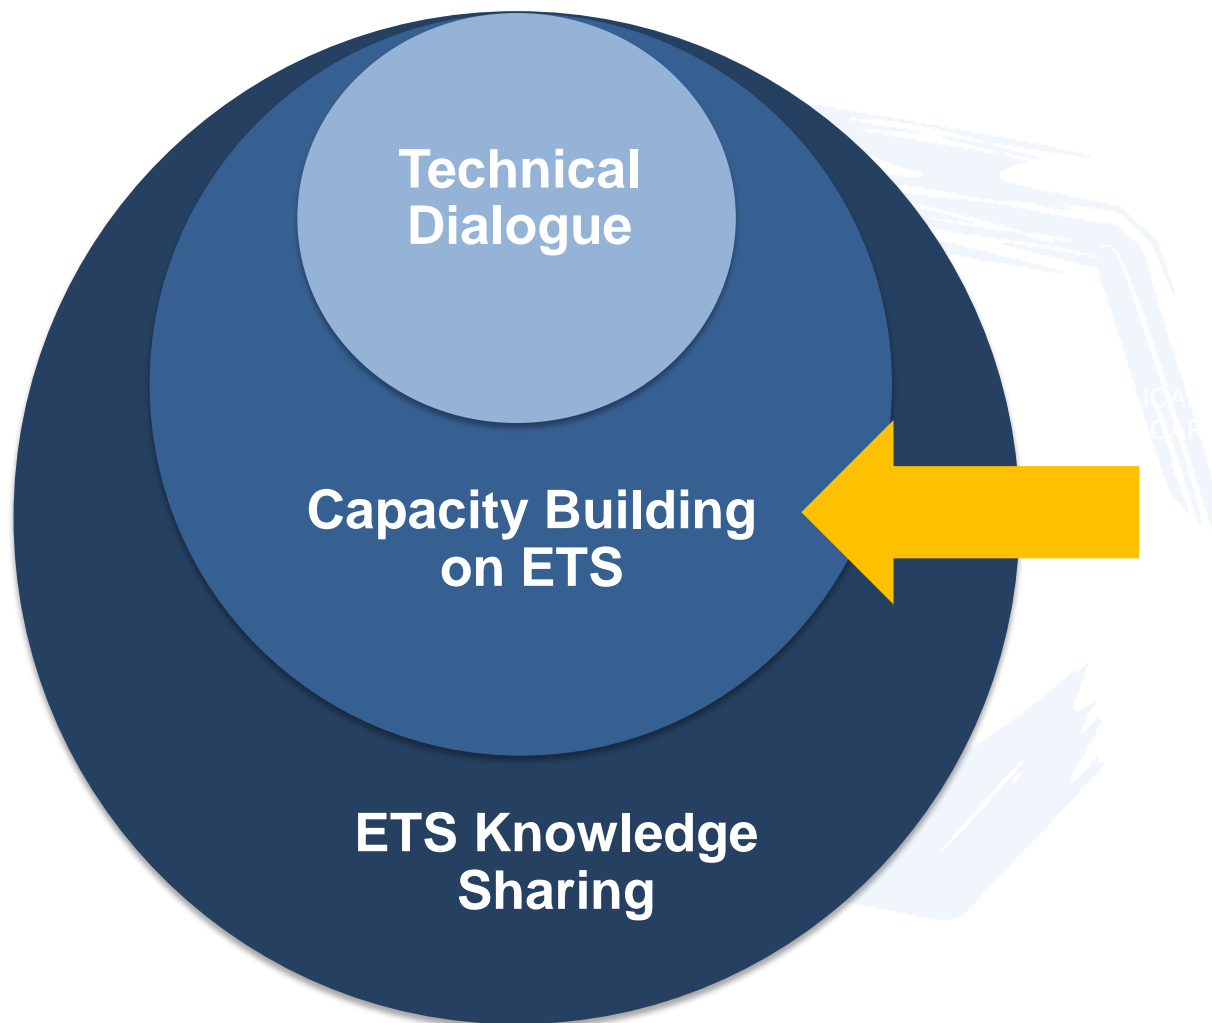 Technical
Dialogue
Capacity Building
on ETS
ETS Knowledge
Sharing